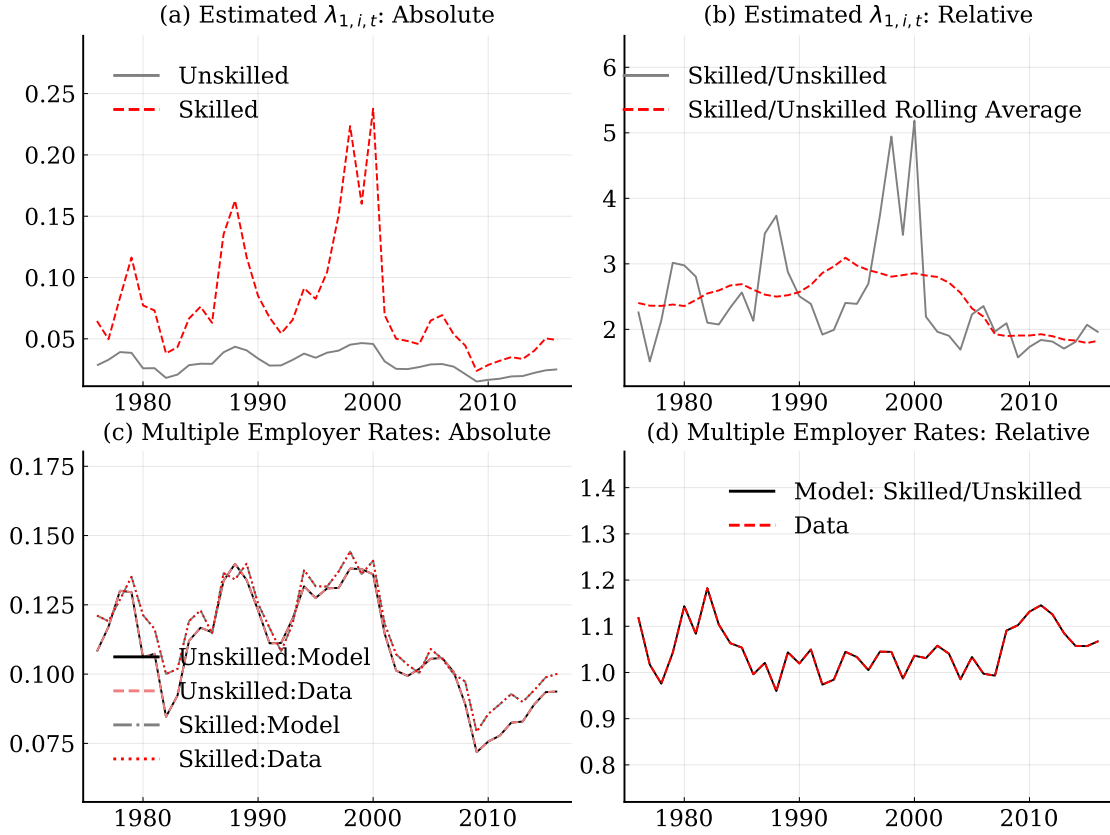 (a) Estimated λ1,i,t: Absolute
Unskilled
Skilled
0.25
0.20
0.15
0.10
0.05
1980
1990
2000
2010
(b) Estimated λ1,i,t: Relative
Skilled/Unskilled
Skilled/Unskilled Rolling Average
6
5
4
3
2
1980
1990
2000
2010
(c) Multiple Employer Rates: Absolute
0.175
0.150
0.125
0.100
0.075
Unskilled:Model
Unskilled:Data
Skilled:Model
Skilled:Data
1980
1990
2000
2010
(d) Multiple Employer Rates: Relative
Model: Skilled/Unskilled
Data
1.4
1.3
1.2
1.1
1.0
0.9
0.8
1980
1990
2000
2010